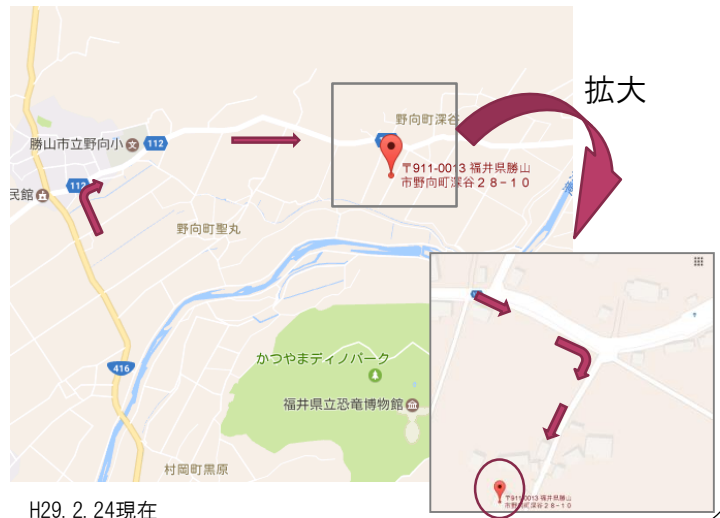 拡大
野向町深谷
勝山市立野向小
112
112
〒911-0013 福井県勝山
市野向町深谷２８−１０
民館
野向町聖丸
416
かつやまディノパーク
福井県立恐竜博物館
村岡町黒原
〒911-0013 福井県勝山
市野向町深谷２８−１０
H29.2.24現在